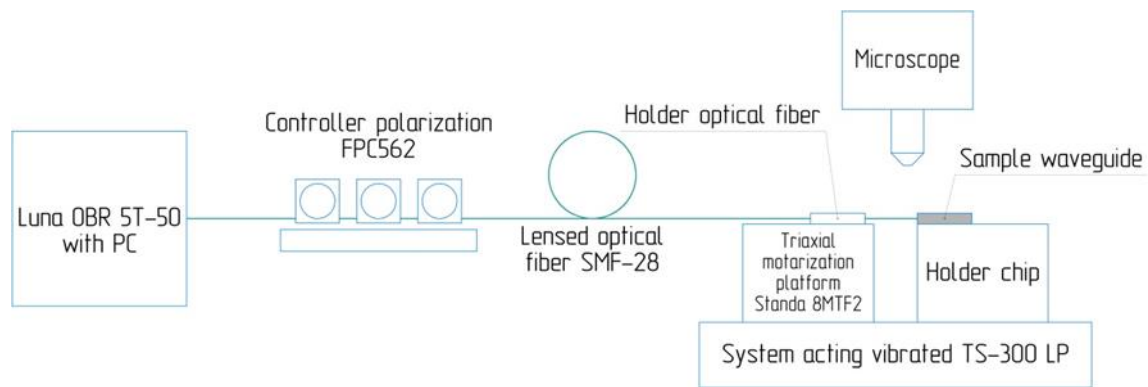 Microscope
Holder optical fiber
Controller polarization
FPC562
Sample waveguide
Luna OBR 5T-50
with PC
Lensed optical
fiber SMF-28
Triaxial
motarization
platform
Standa 8MTF2
Holder chip
System acting vibrated TS-300 LP